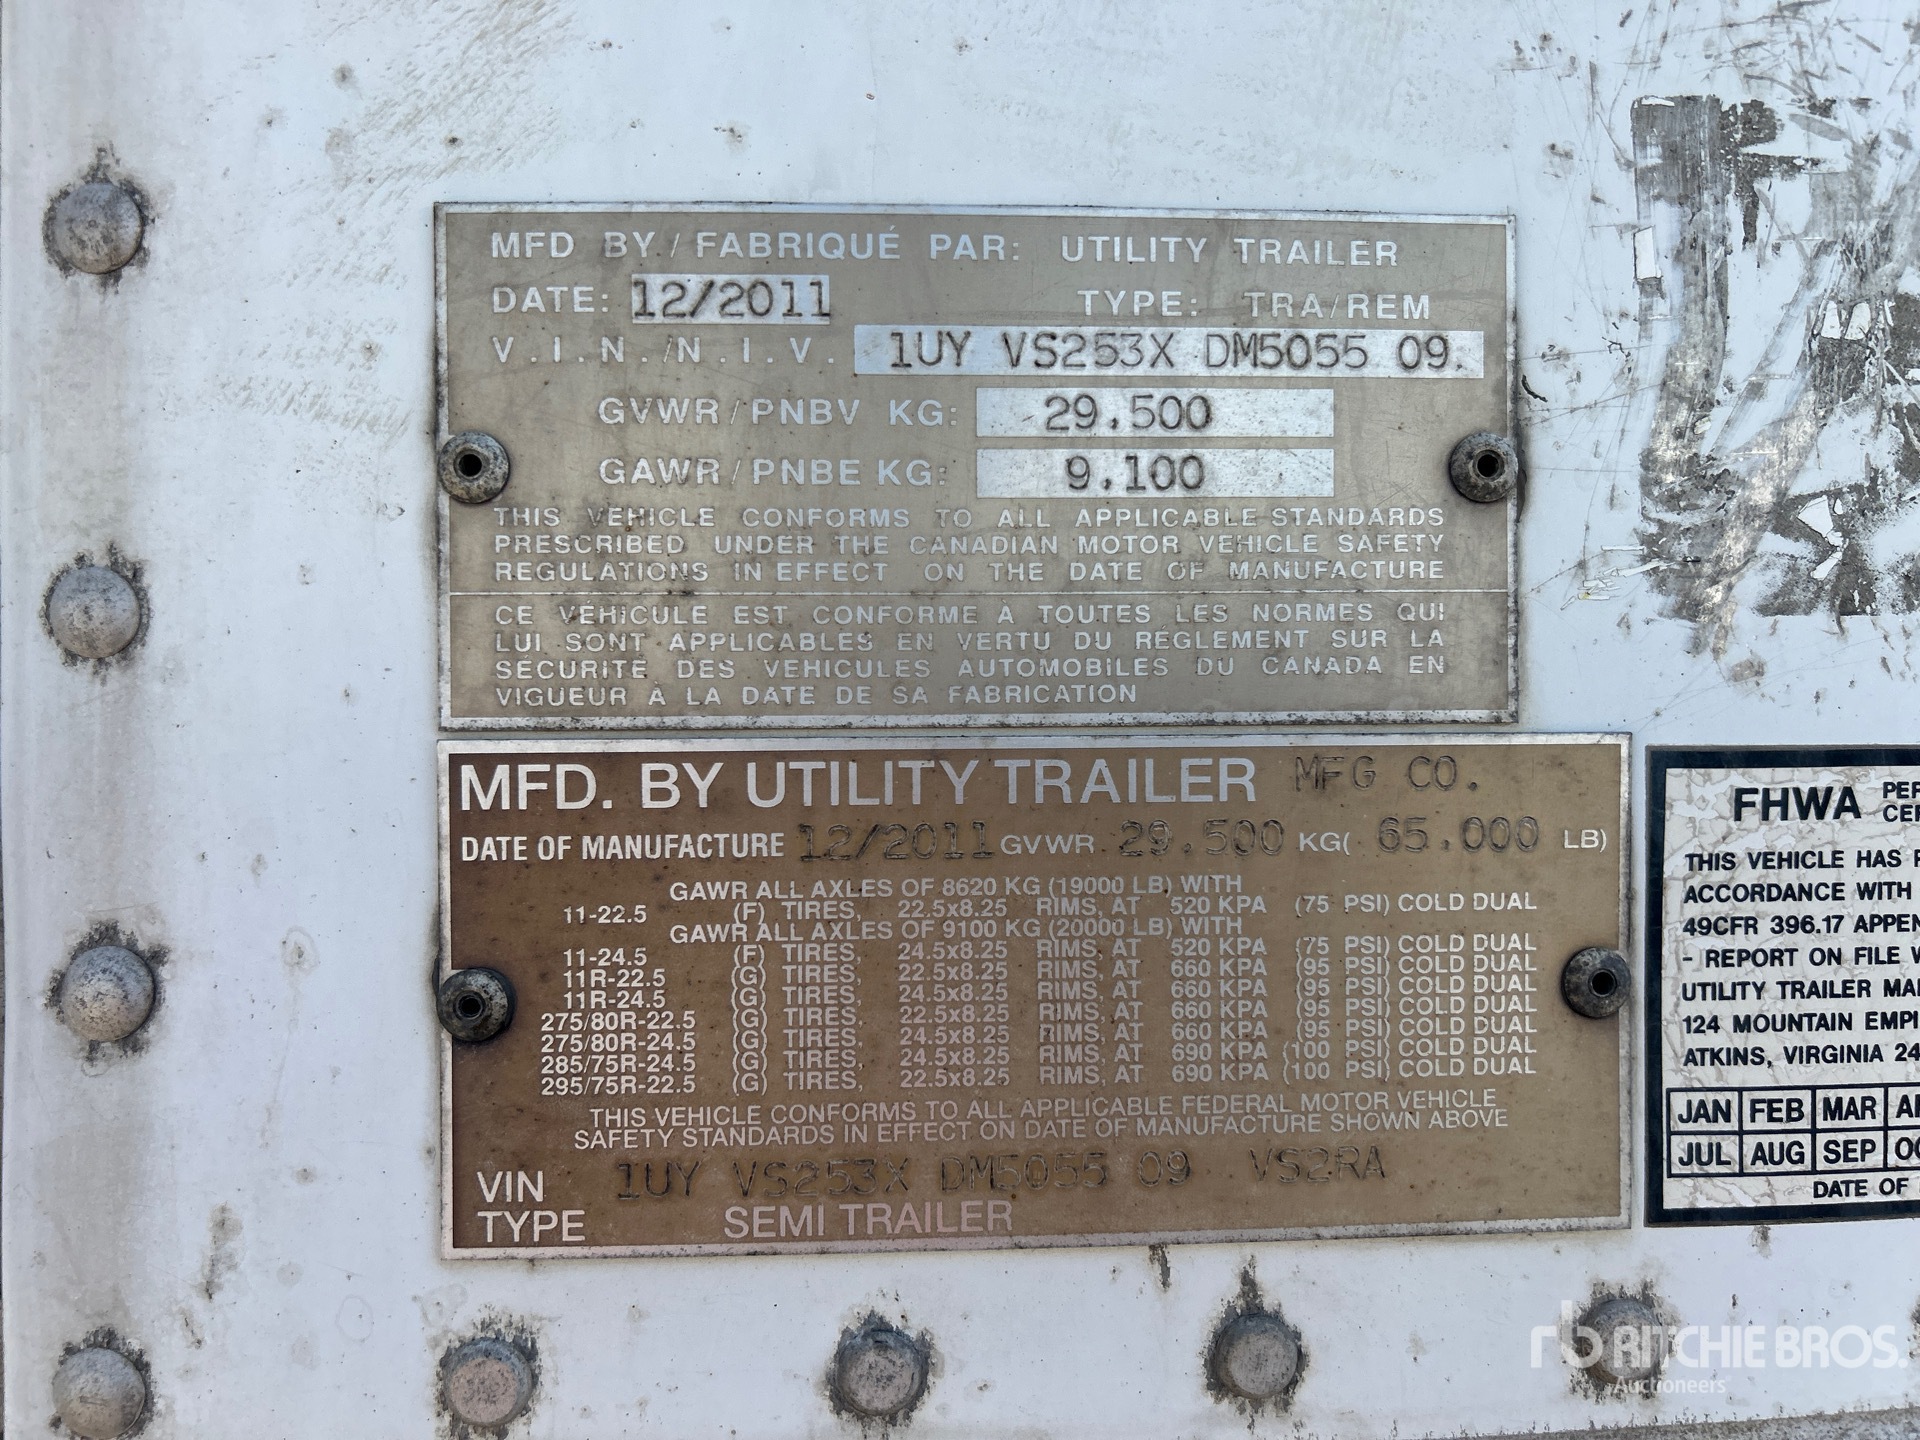 MFD BY / FABRIQUÉ PAR: UTILITY TRAILER
DATE: 12/2011 TYPE: TRA/REM
V.I.N./N.I.V. 1UY VS253X DM5055 09.
GVWR/PNBV KG: 29.500
GAWR/PNBE KG: 9.100
THIS VEHICLE CONFORMS TO ALL APPLICABLE STANDARDS
PRESCRIBED UNDER THE CANADIAN MOTOR VEHICLE SAFETY
REGULATIONS IN EFFECT ON THE DATE OF MANUFACTURE
CE VÉHICULE EST CONFORME À TOUTES LES NORMES QUI
LUI SONT APPLICABLES EN VERTU DU RÉGLEMENT SUR LA
SÉCURITÉ DES VÉHICULES AUTOMOBILES DU CANADA EN
VIGUEUR À LA DATE DE SA FABRICATION
MFD. BY UTILITY TRAILER MFG CO.
DATE OF MANUFACTURE 12/2011 GVWR 29.500 KG( 65.000 LB)
GAWR ALL AXLES OF 8620 KG (19000 LB) WITH
11-22.5 (F) TIRES, 22.5x8.25 RIMS, AT 520 KPA (75 PSI) COLD DUAL
GAWR ALL AXLES OF 9100 KG (20000 LB) WITH
11-24.5 (F) TIRES, 24.5x8.25 RIMS, AT 520 KPA (75 PSI) COLD DUAL
11R-22.5 (G) TIRES, 22.5x8.25 RIMS, AT 660 KPA (95 PSI) COLD DUAL
11R-24.5 (G) TIRES, 24.5x8.25 RIMS, AT 660 KPA (95 PSI) COLD DUAL
275/80R-22.5 (G) TIRES, 22.5x8.25 RIMS, AT 660 KPA (95 PSI) COLD DUAL
275/80R-24.5 (G) TIRES, 24.5x8.25 RIMS, AT 660 KPA (95 PSI) COLD DUAL
285/75R-24.5 (G) TIRES, 24.5x8.25 RIMS, AT 690 KPA (100 PSI) COLD DUAL
295/75R-22.5 (G) TIRES, 22.5x8.25 RIMS, AT 690 KPA (100 PSI) COLD DUAL
THIS VEHICLE CONFORMS TO ALL APPLICABLE FEDERAL MOTOR VEHICLE
SAFETY STANDARDS IN EFFECT ON DATE OF MANUFACTURE SHOWN ABOVE
VIN 1UY VS253X DM5055 09 VS2RA
TYPE SEMI TRAILER
FHWA PER
CER
THIS VEHICLE HAS
ACCORDANCE WITH
49CFR 396.17 APPEN
- REPORT ON FILE W
UTILITY TRAILER MA
124 MOUNTAIN EMPI
ATKINS, VIRGINIA 24
JAN FEB MAR
JUL AUG SEP
DATE OF
rb RITCHIE BROS.
Auctioneers